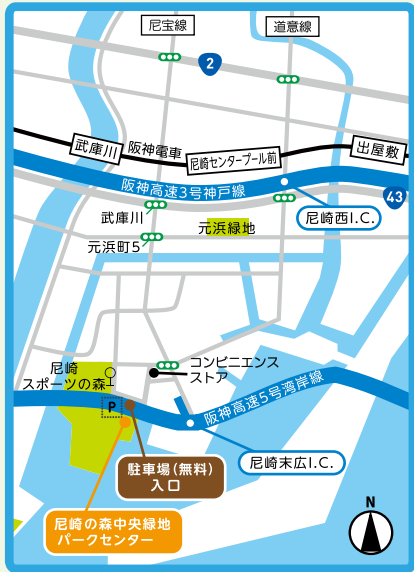 尼宝線
道意線
2
武庫川
阪神電車
尼崎センタープール前
出屋敷
阪神高速3号神戸線
43
武庫川
元浜緑地
尼崎西I.C.
元浜町5
尼崎
スポーツの森
コンビニエンス
ストア
阪神高速5号湾岸線
P
駐車場(無料)
入口
尼崎末広I.C.
尼崎の森中央緑地
パークセンター
N